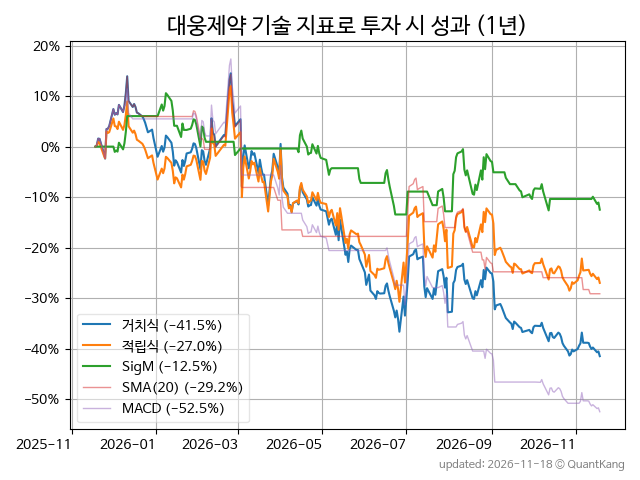 대웅제약 기술 지표로 투자 시 성과 (1년)
20%
10%
0%
−10%
−20%
−30%
−40%
−50%
거치식 (−41.5%)
적립식 (−27.0%)
SigM (−12.5%)
SMA(20) (−29.2%)
MACD (−52.5%)
2025-11
2026-01
2026-03
2026-05
2026-07
2026-09
2026-11
updated: 2026-11-18 © QuantKang